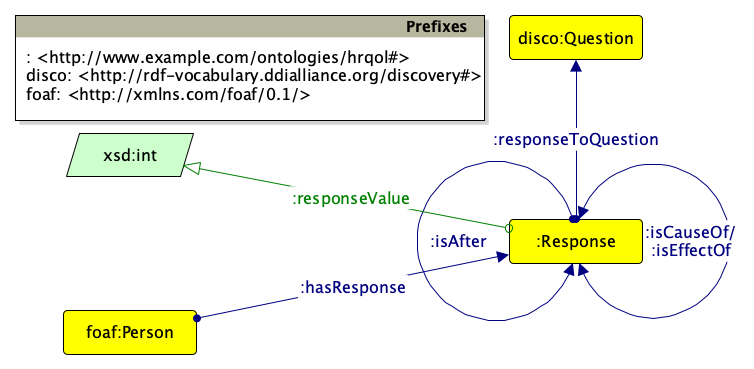 Prefixes
: <http://www.example.com/ontologies/hrqol#>
disco: <http://rdf-vocabulary.ddialliance.org/discovery#>
foaf: <http://xmlns.com/foaf/0.1/>
disco:Question
:responseToQuestion
xsd:int
:responseValue
:isAfter
:Response
:isCauseOf/
:isEffectOf
:hasResponse
foaf:Person